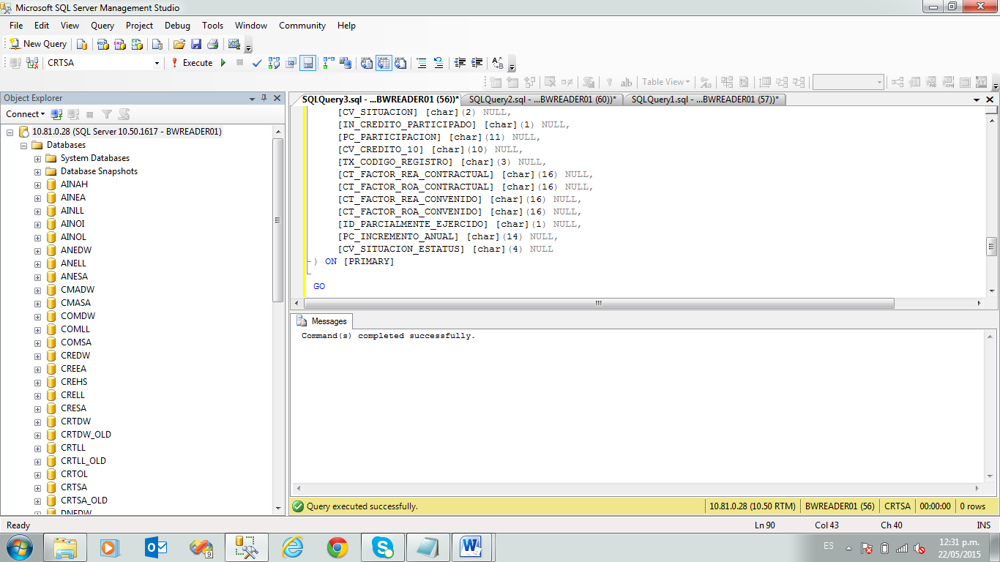 Microsoft SQL Server Management Studio
File Edit View Query Project Debug Tools Window Community Help
New Query
CRTSA Execute
Table View
Object Explorer
SQLQuery3.sql - ...BWREADER01 (56))* SQLQuery2.sql - ...BWREADER01 (60))* SQLQuery1.sql - ...BWREADER01 (57))*
Connect
10.81.0.28 (SQL Server 10.50.1617 - BWREADER01)
Databases
System Databases
Database Snapshots
AINAH
AINEA
AINLL
AINOI
AINOL
ANEDW
ANELL
ANESA
CMADW
CMASA
COMDW
COMLL
COMSA
CREDW
CREEA
CREHS
CRELL
CRESA
CRTDW
CRTDW_OLD
CRTLL
CRTLL_OLD
CRTOL
CRTSA
CRTSA_OLD
DNEDW
[CV_SITUACION] [char](2) NULL,
[IN_CREDITO_PARTICIPADO] [char](1) NULL,
[PC_PARTICIPACION] [char](11) NULL,
[CV_CREDITO_10] [char](10) NULL,
[TX_CODIGO_REGISTRO] [char](3) NULL,
[CT_FACTOR_REA_CONTRACTUAL] [char](16) NULL,
[CT_FACTOR_ROA_CONTRACTUAL] [char](16) NULL,
[CT_FACTOR_REA_CONVENIDO] [char](16) NULL,
[CT_FACTOR_ROA_CONVENIDO] [char](16) NULL,
[ID_PARCIALMENTE_EJERCIDO] [char](1) NULL,
[PC_INCREMENTO_ANUAL] [char](14) NULL,
[CV_SITUACION_ESTATUS] [char](4) NULL
) ON [PRIMARY]
GO
Messages
Command(s) completed successfully.
Query executed successfully. 10.81.0.28 (10.50 RTM) BWREADER01 (56) CRTSA 00:00:00 0 rows
Ready Ln 90 Col 43 Ch 40 INS
ES 12:31 p.m.
22/05/2015